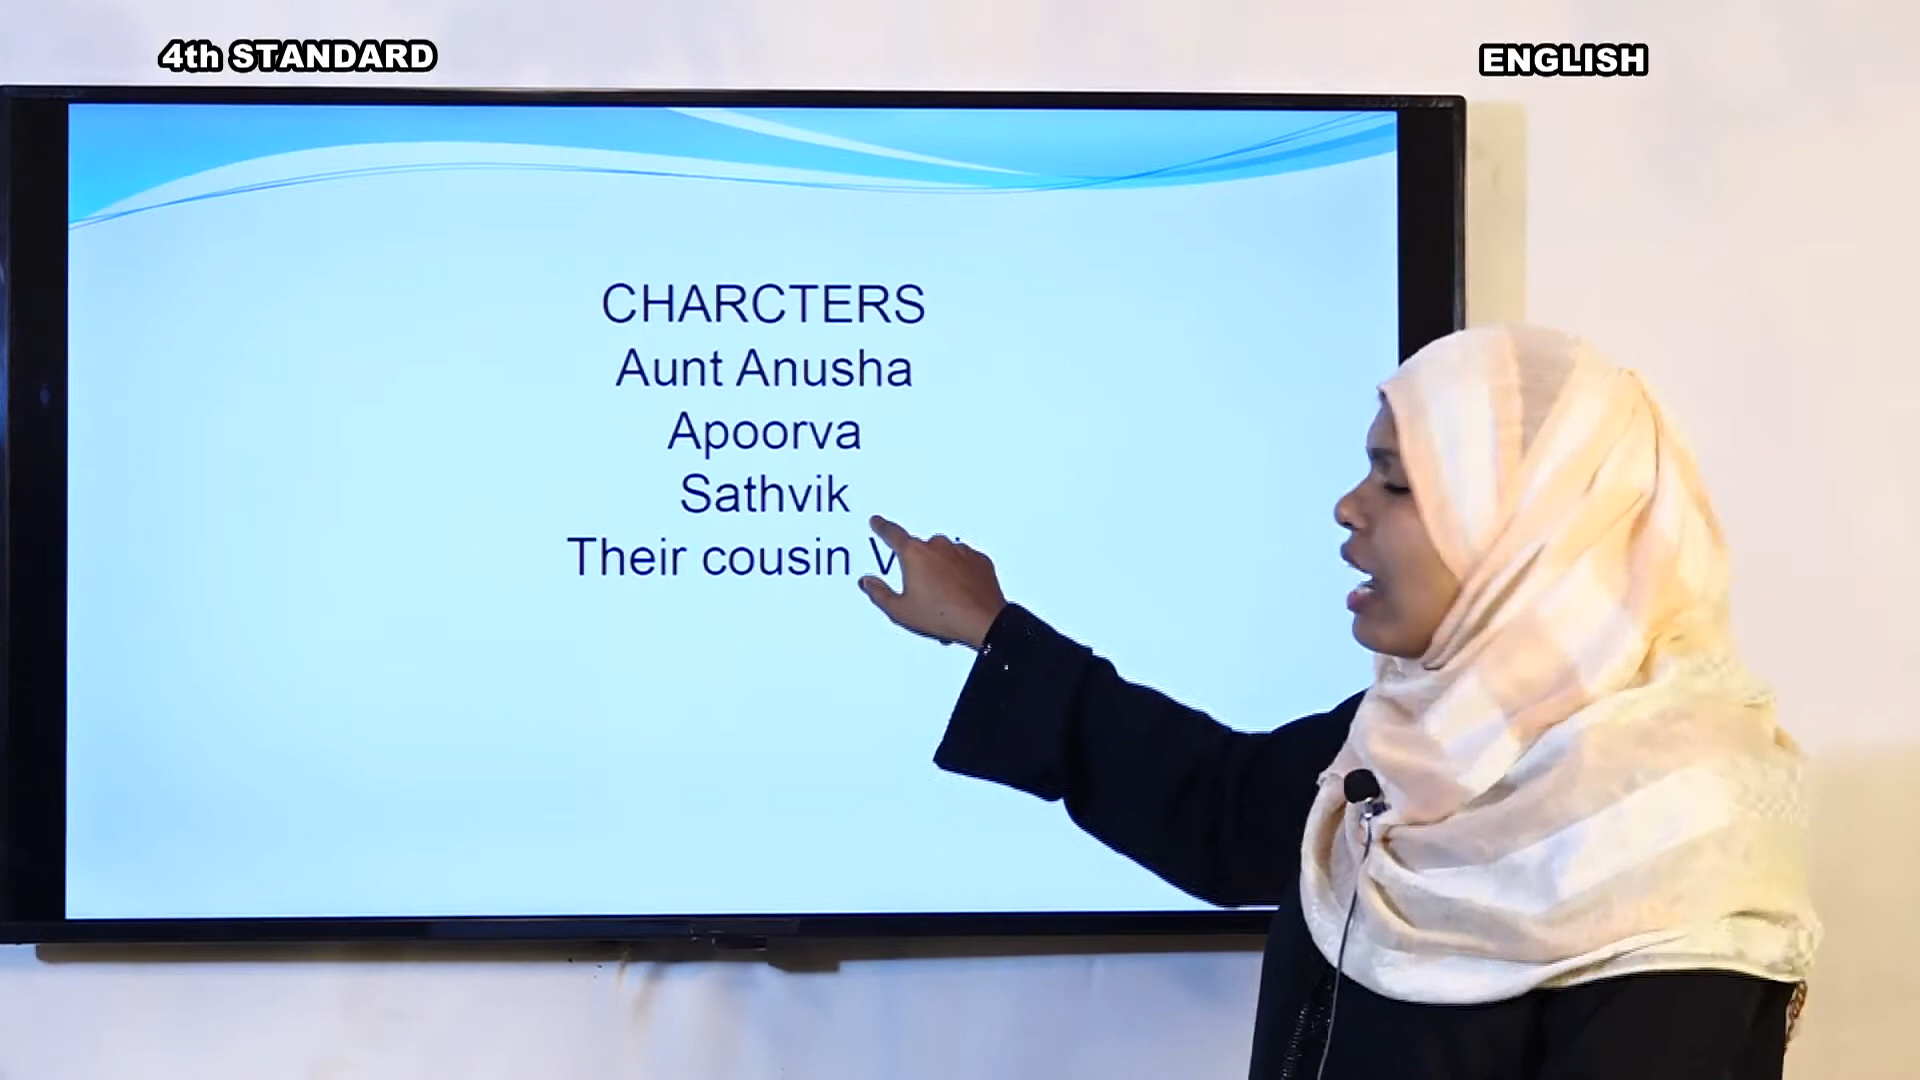 4th STANDARD
ENGLISH
CHARCTERS
Aunt Anusha
Apoorva
Sathvik
Their cousin